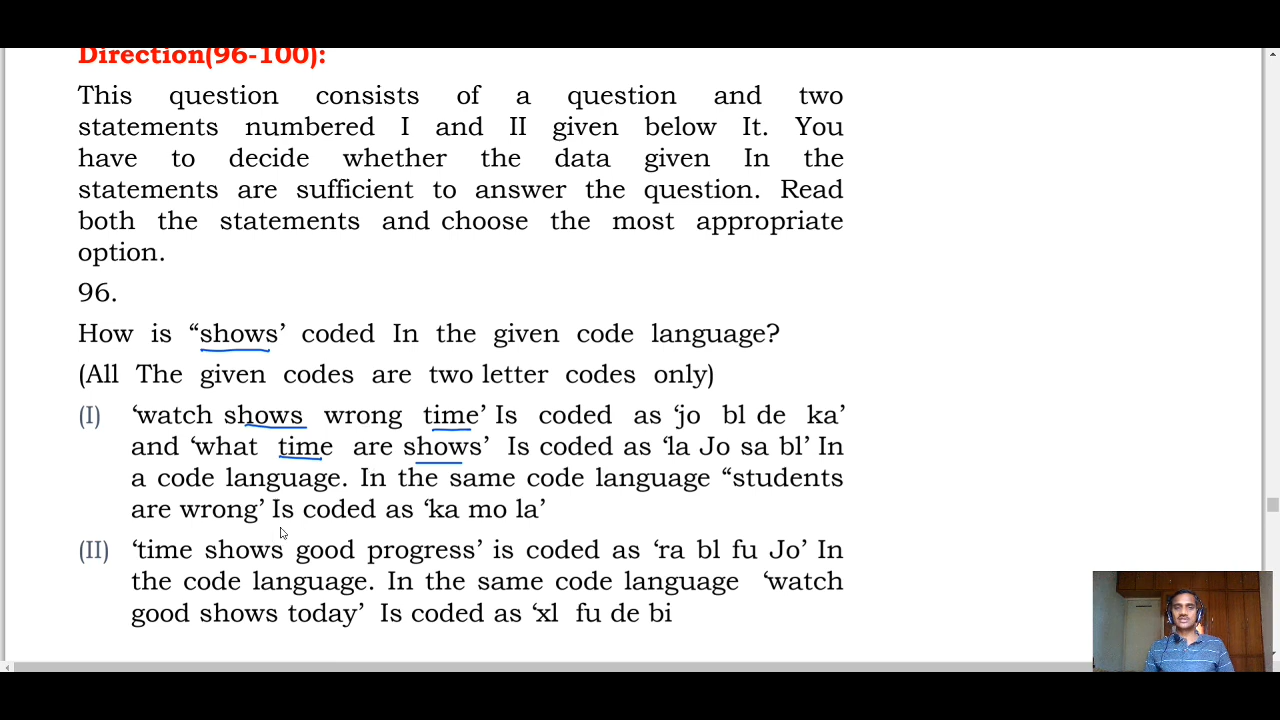 Direction(96-100):
This question consists of a question and two
statements numbered I and II given below It. You
have to decide whether the data given In the
statements are sufficient to answer the question. Read
both the statements and choose the most appropriate
option.
96.
How is “shows’ coded In the given code language?
(All The given codes are two letter codes only)
(I) ‘watch shows wrong time’ Is coded as ‘jo bl de ka’
and ‘what time are shows’ Is coded as ‘la Jo sa bl’ In
a code language. In the same code language “students
are wrong’ Is coded as ‘ka mo la’
(II) ‘time shows good progress’ is coded as ‘ra bl fu Jo’ In
the code language. In the same code language ‘watch
good shows today’ Is coded as ‘xl fu de bi